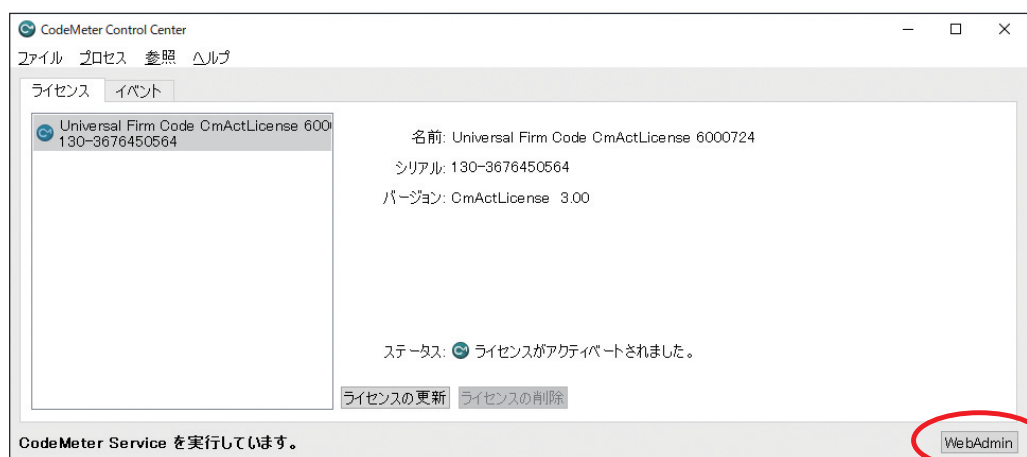 CodeMeter Control Center
ファイル プロセス 参照 ヘルプ
ライセンス イベント
Universal Firm Code CmActLicense 600
130-3676450564
名前: Universal Firm Code CmActLicense 6000724
シリアル: 130-3676450564
バージョン: CmActLicense 3.00
ステータス: ライセンスがアクティベートされました。
ライセンスの更新 ライセンスの削除
CodeMeter Service を実行しています。
WebAdmin